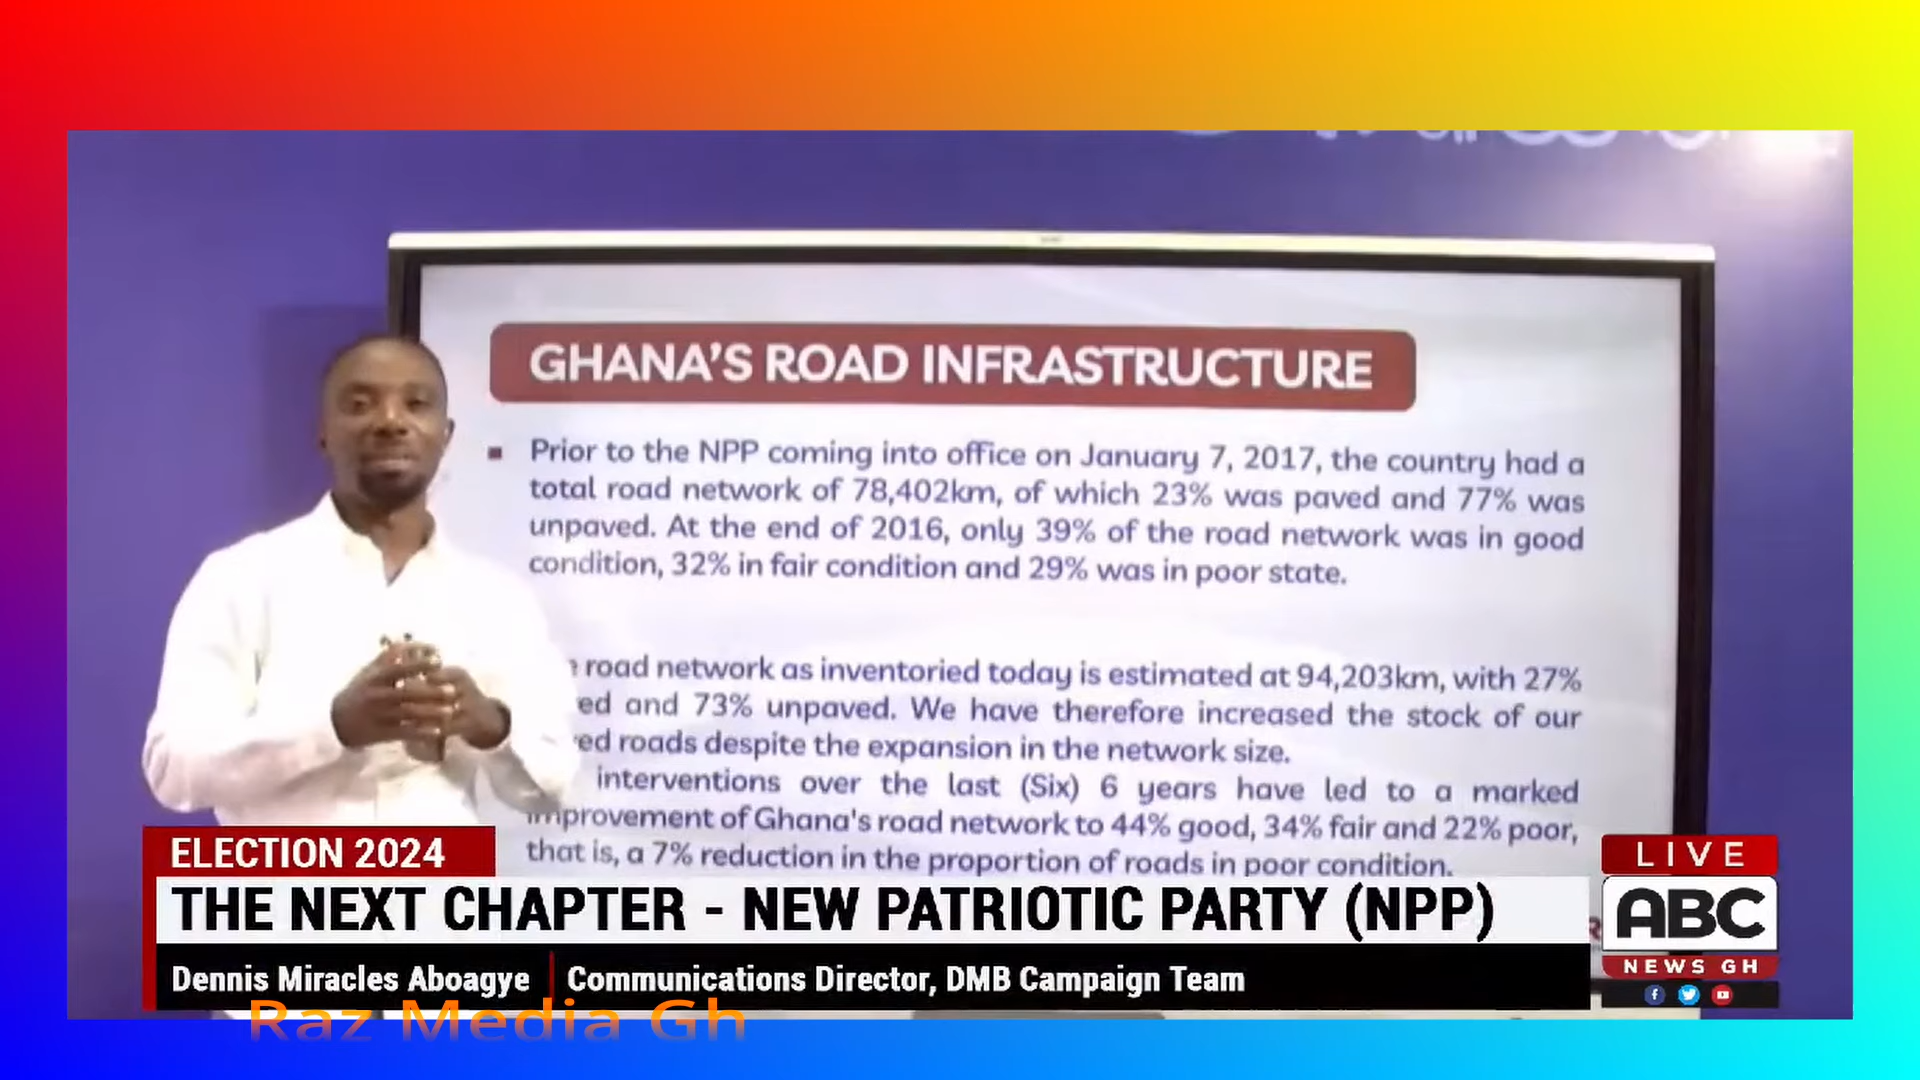 GHANA'S ROAD INFRASTRUCTURE
Prior to the NPP coming into office on January 7, 2017, the country had a
total road network of 78,402km, of which 23% was paved and 77% was
unpaved. At the end of 2016, only 39% of the road network was in good
condition, 32% in fair condition and 29% was in poor state.
road network as inventoried today is estimated at 94,203km, with 27%
and 73% unpaved. We have therefore increased the stock of our
roads despite the expansion in the network size.
interventions over the last (Six) 6 years have led to a marked
improvement of Ghana's road network to 44% good, 34% fair and 22% poor,
that is, a 7% reduction in the proportion of roads in poor condition.
ELECTION 2024
THE NEXT CHAPTER - NEW PATRIOTIC PARTY (NPP)
Dennis Miracles Aboagye
Communications Director, DMB Campaign Team
Raz Media Gh
LIVE
ABC
NEWS GH